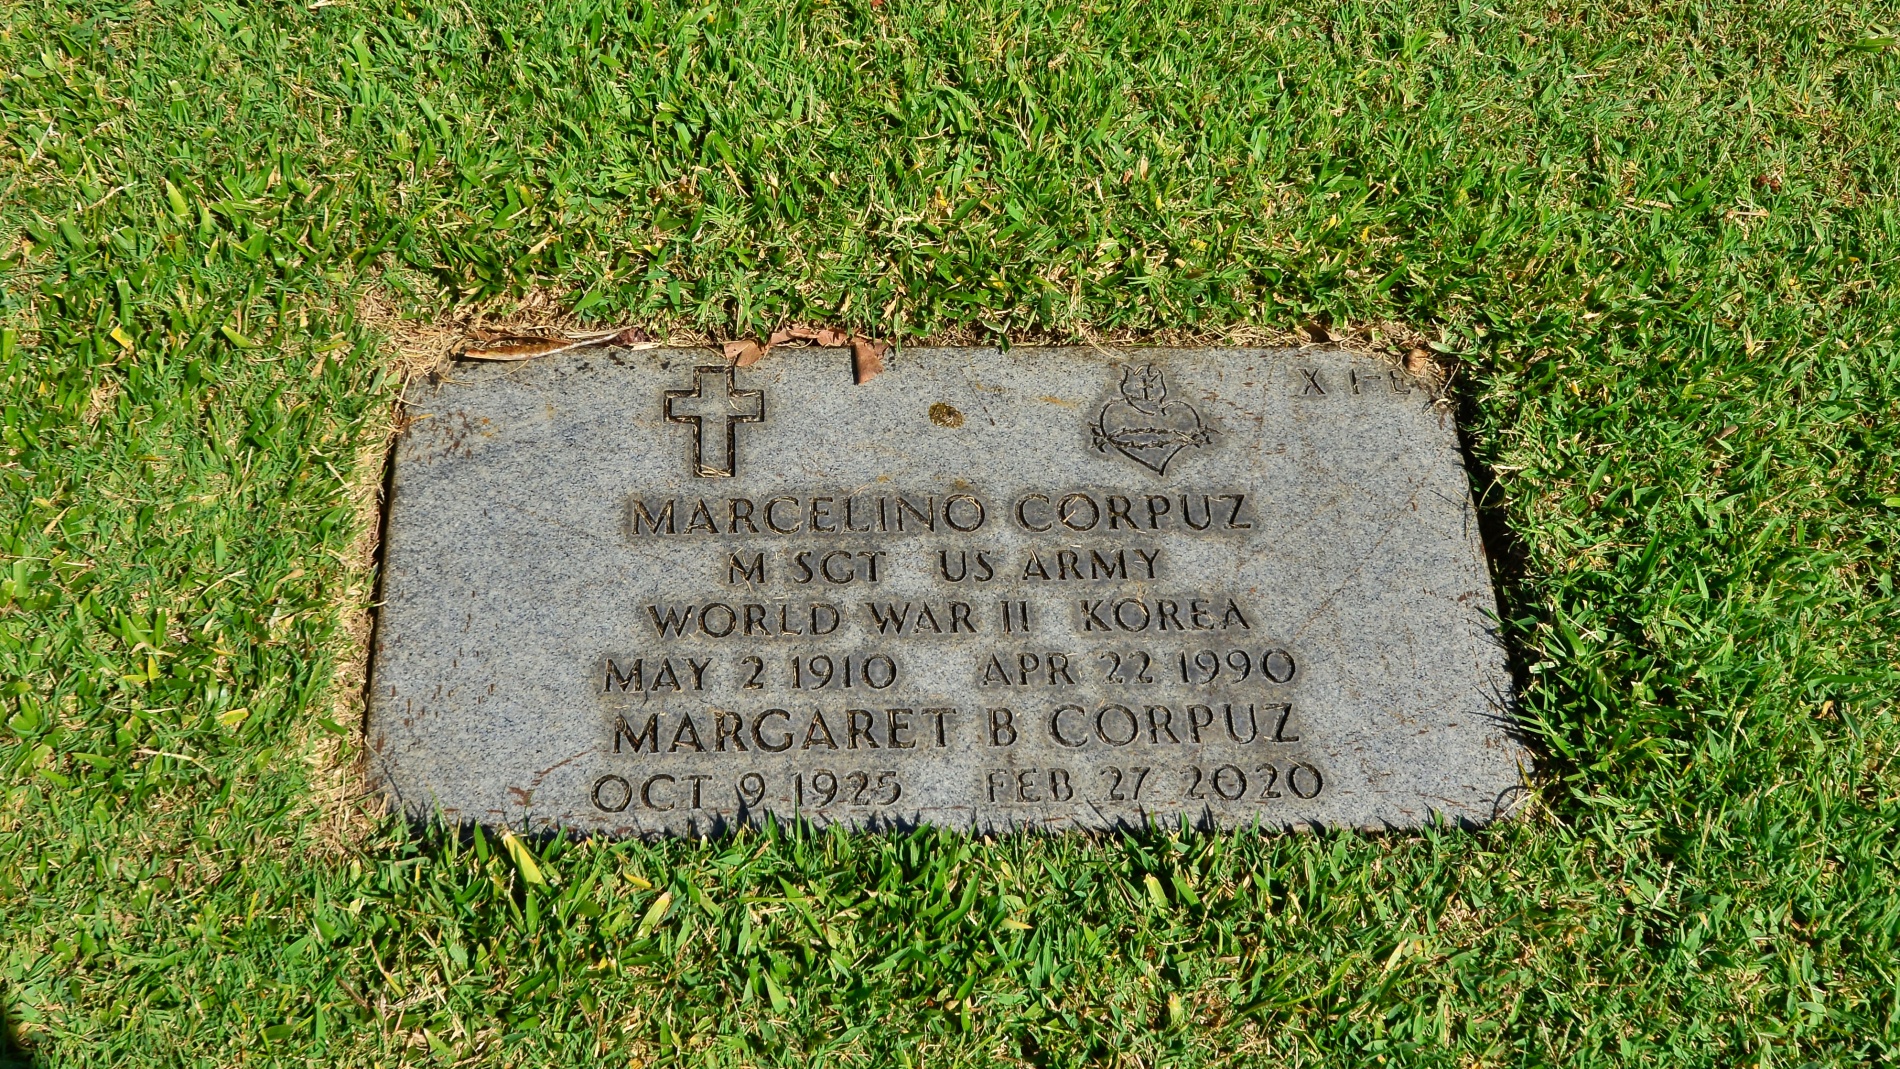 MARCELINO CORPUZ
M SGT US ARMY
WORLD WAR II KOREA
MAY 2 1910 APR 22 1990
MARGARET B CORPUZ
OCT 9 1925 FEB 27 2020